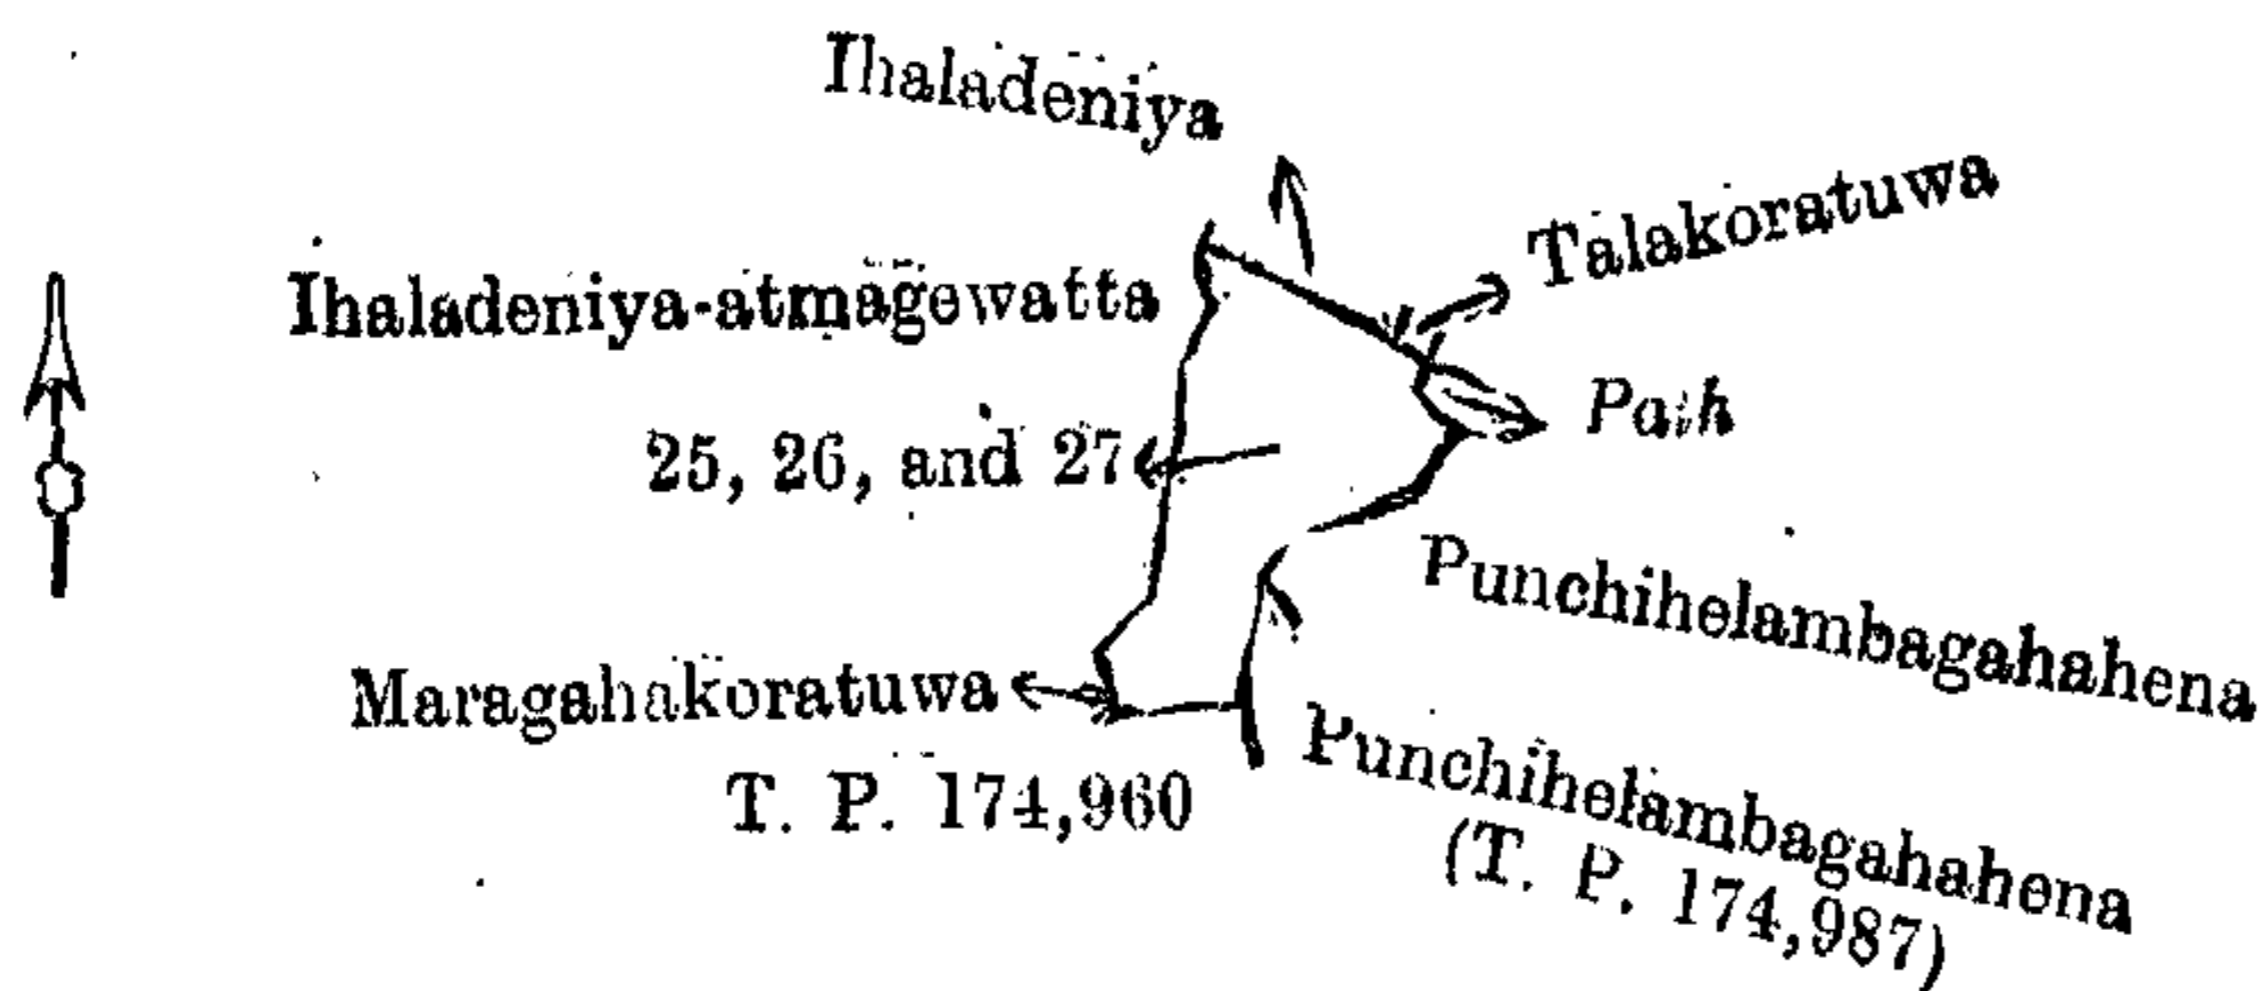 Ihaladeniya
Talakoratuwa
Ihaladeniya-atmagewatta
Path
25, 26, and 27
Punchihelambagahahena
Maragahakoratuwa
T. P. 174,960
Punchihelambagahahena
(T. P. 174,987)